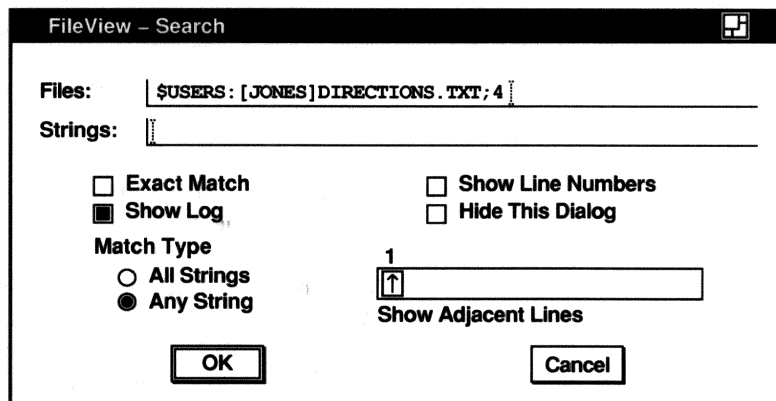 FileView – Search
Files: $USERS:[JONES]DIRECTIONS.TXT;4
Strings:
Exact Match
Show Line Numbers
Show Log
Hide This Dialog
Match Type
All Strings
Any String
1
Show Adjacent Lines
OK
Cancel